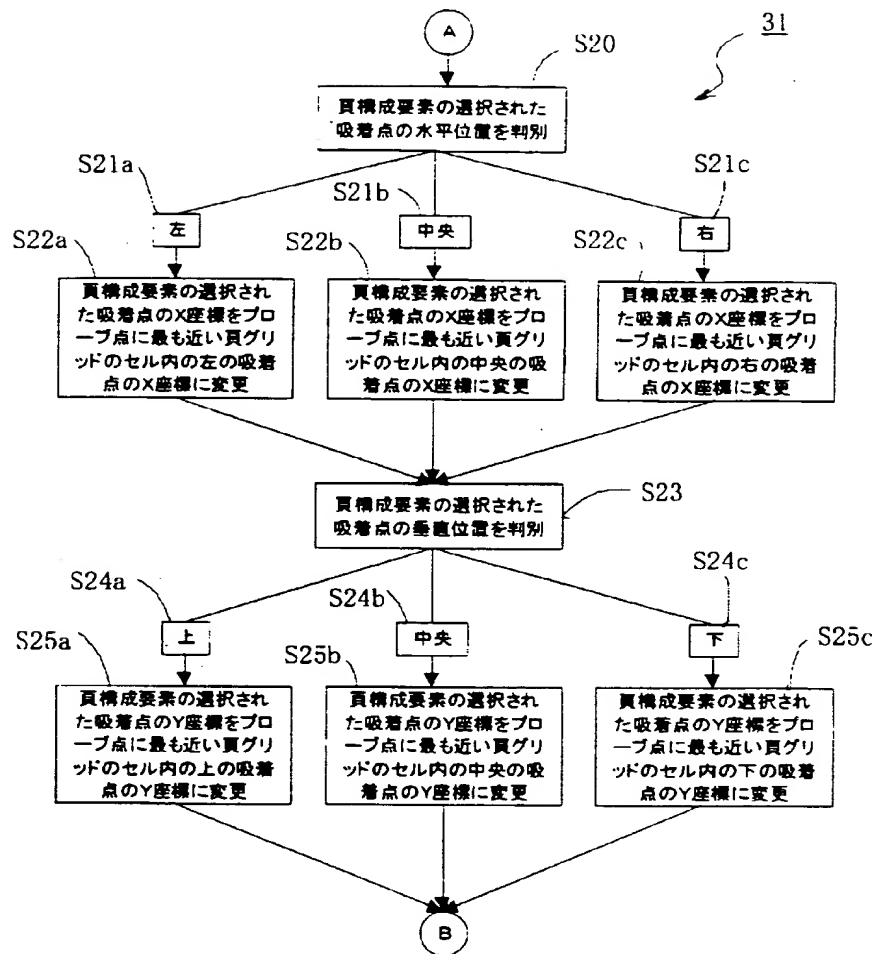 A
S20
31
頁構成要素の選択された
吸着点の水平位置を判別
S21a
S21b
S21c
左
中央
右
S22a
S22b
S22c
頁構成要素の選択され
た吸着点のX座標をプロ
ーブ点に最も近い頁グリ
ッドのセル内の左の吸着
点のX座標に変更
頁構成要素の選択され
た吸着点のX座標をプロ
ーブ点に最も近い頁グリ
ッドのセル内の中央の吸
着点のX座標に変更
頁構成要素の選択され
た吸着点のX座標をプロ
ーブ点に最も近い頁グリ
ッドのセル内の右の吸着
点のX座標に変更
頁構成要素の選択された
吸着点の垂直位置を判別
S23
S24a
S24b
S24c
上
中央
下
S25a
S25b
S25c
頁構成要素の選択され
た吸着点のY座標をプロ
ーブ点に最も近い頁グリ
ッドのセル内の上の吸着
点のY座標に変更
頁構成要素の選択され
た吸着点のY座標をプロ
ーブ点に最も近い頁グリ
ッドのセル内の中央の吸
着点のY座標に変更
頁構成要素の選択され
た吸着点のY座標をプロ
ーブ点に最も近い頁グリ
ッドのセル内の下の吸着
点のY座標に変更
B